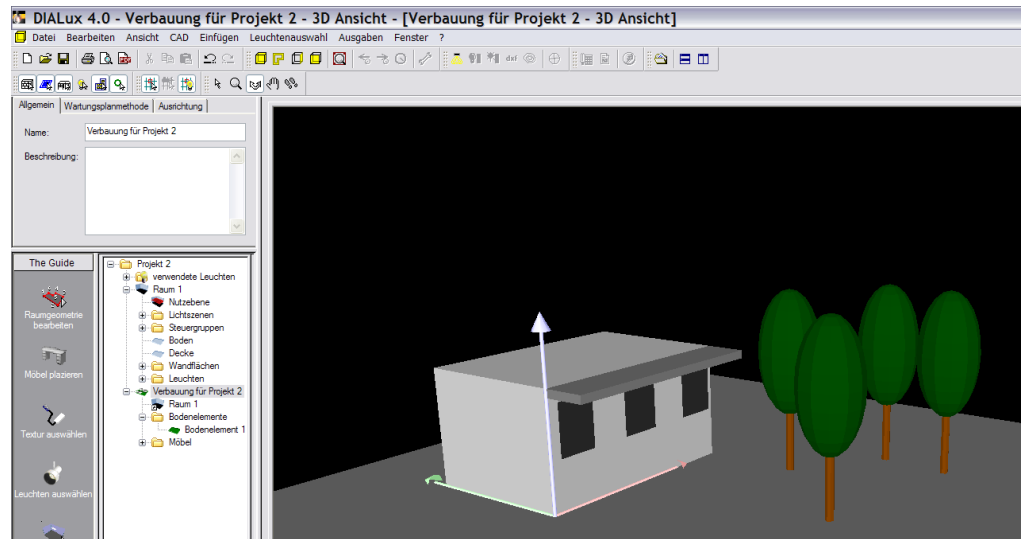 DIALux 4.0 - Verbauung für Projekt 2 - 3D Ansicht - [Verbauung für Projekt 2 - 3D Ansicht]
Datei Bearbeiten Ansicht CAD Einfügen Leuchtenauswahl Ausgaben Fenster ?
dxf
Allgemein Wartungsplanmethode Ausrichtung
Name: Verbauung für Projekt 2
Beschreibung:
The Guide
Raumgeometrie
bearbeiten
Möbel plazieren
Textur auswählen
Leuchten auswählen
Projekt 2
verwendete Leuchten
Raum 1
Nutzebene
Lichtszenen
Steuergruppen
Boden
Decke
Wandflächen
Leuchten
Verbauung für Projekt 2
Raum 1
Bodenelemente
Bodenelement 1
Möbel